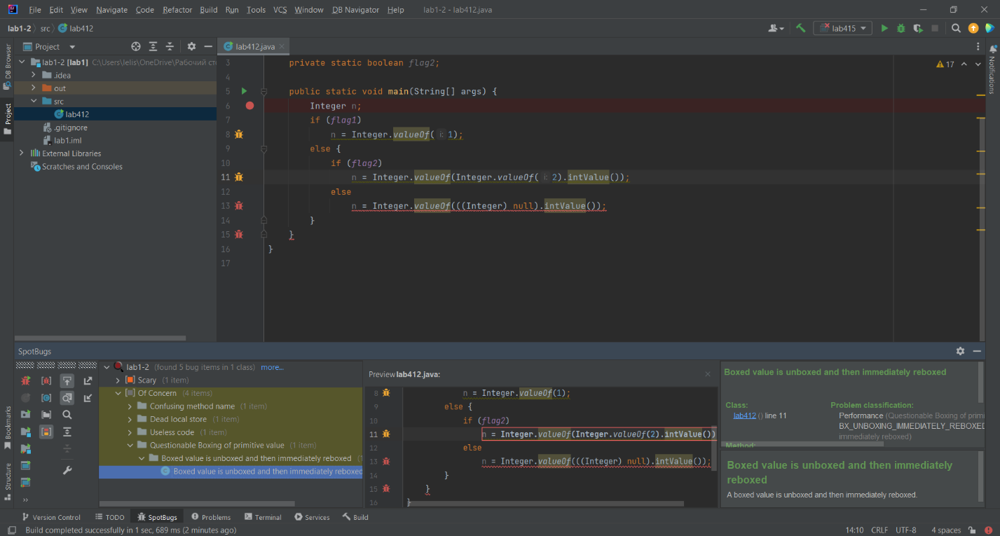 File Edit View Navigate Code Refactor Build Run Tools VCS Window DB Navigator Help lab1-2 - lab412.java
lab1-2 src lab412 lab415
Project lab412.java
DB Browser
Project
Bookmarks
Structure
Notifications
lab1-2 [lab1] C:\Users\lelis\OneDrive\Рабочий сто
.idea
out
src
lab412
.gitignore
lab1.iml
External Libraries
Scratches and Consoles
17
3 private static boolean flag2;
4
5 public static void main(String[] args) {
6 Integer n;
7 if (flag1)
8 n = Integer.valueOf( i: 1);
9 else {
10 if (flag2)
11 n = Integer.valueOf(Integer.valueOf( i: 2).intValue());
12 else
13 n = Integer.valueOf(((Integer) null).intValue());
14 }
15 }
16 }
17
SpotBugs
lab1-2 (found 5 bug items in 1 class) more...
Scary (1 item)
Of Concern (4 items)
Confusing method name (1 item)
Dead local store (1 item)
Useless code (1 item)
Questionable Boxing of primitive value (1 item)
Boxed value is unboxed and then immediately reboxed (1
Boxed value is unboxed and then immediately reboxed
Preview lab412.java:
8 n = Integer.valueOf(1);
9 else {
10 if (flag2)
11 n = Integer.valueOf(Integer.valueOf(2).intValue())
12 else
13 n = Integer.valueOf(((Integer) null).intValue());
14 }
15 }
16 }
Boxed value is unboxed and then immediately reboxed
Class:
lab412 () line 11
Problem classification:
Performance (Questionable Boxing of primi
BX_UNBOXING_IMMEDIATELY_REBOXED
immediately reboxed)
Method:
Boxed value is unboxed and then immediately
reboxed
A boxed value is unboxed and then immediately reboxed.
Version Control TODO SpotBugs Problems Terminal Services Build
Build completed successfully in 1 sec, 689 ms (2 minutes ago) 14:10 CRLF UTF-8 4 spaces